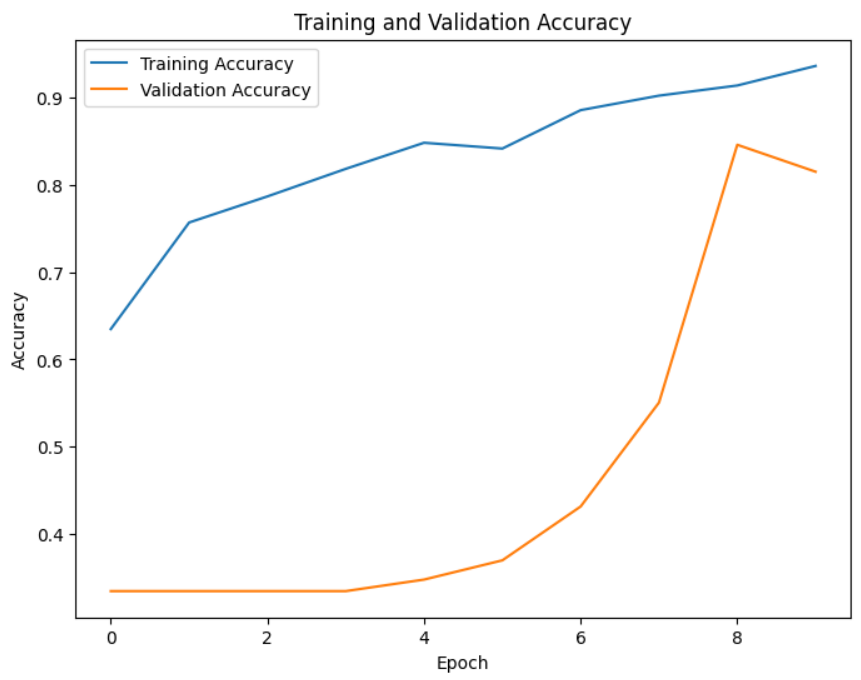 Training and Validation Accuracy
Training Accuracy
Validation Accuracy
0.9
0.8
0.7
0.6
0.5
0.4
Accuracy
0 2 4 6 8
Epoch